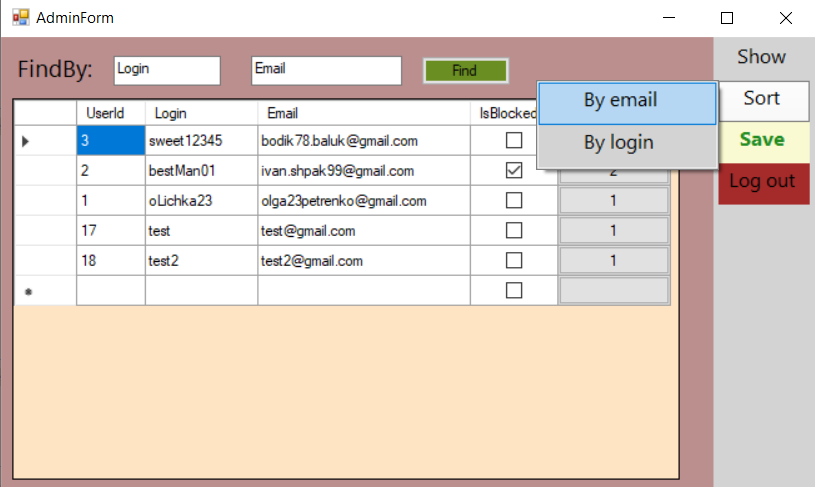 AdminForm
FindBy: Login Email Find
Show
Sort
Save
Log out
By email
By login
UserId Login Email IsBlocked
3 sweet12345 bodik78.baluk@gmail.com
2 bestMan01 ivan.shpak99@gmail.com 2
1 oLichka23 olga23petrenko@gmail.com 1
17 test test@gmail.com 1
18 test2 test2@gmail.com 1